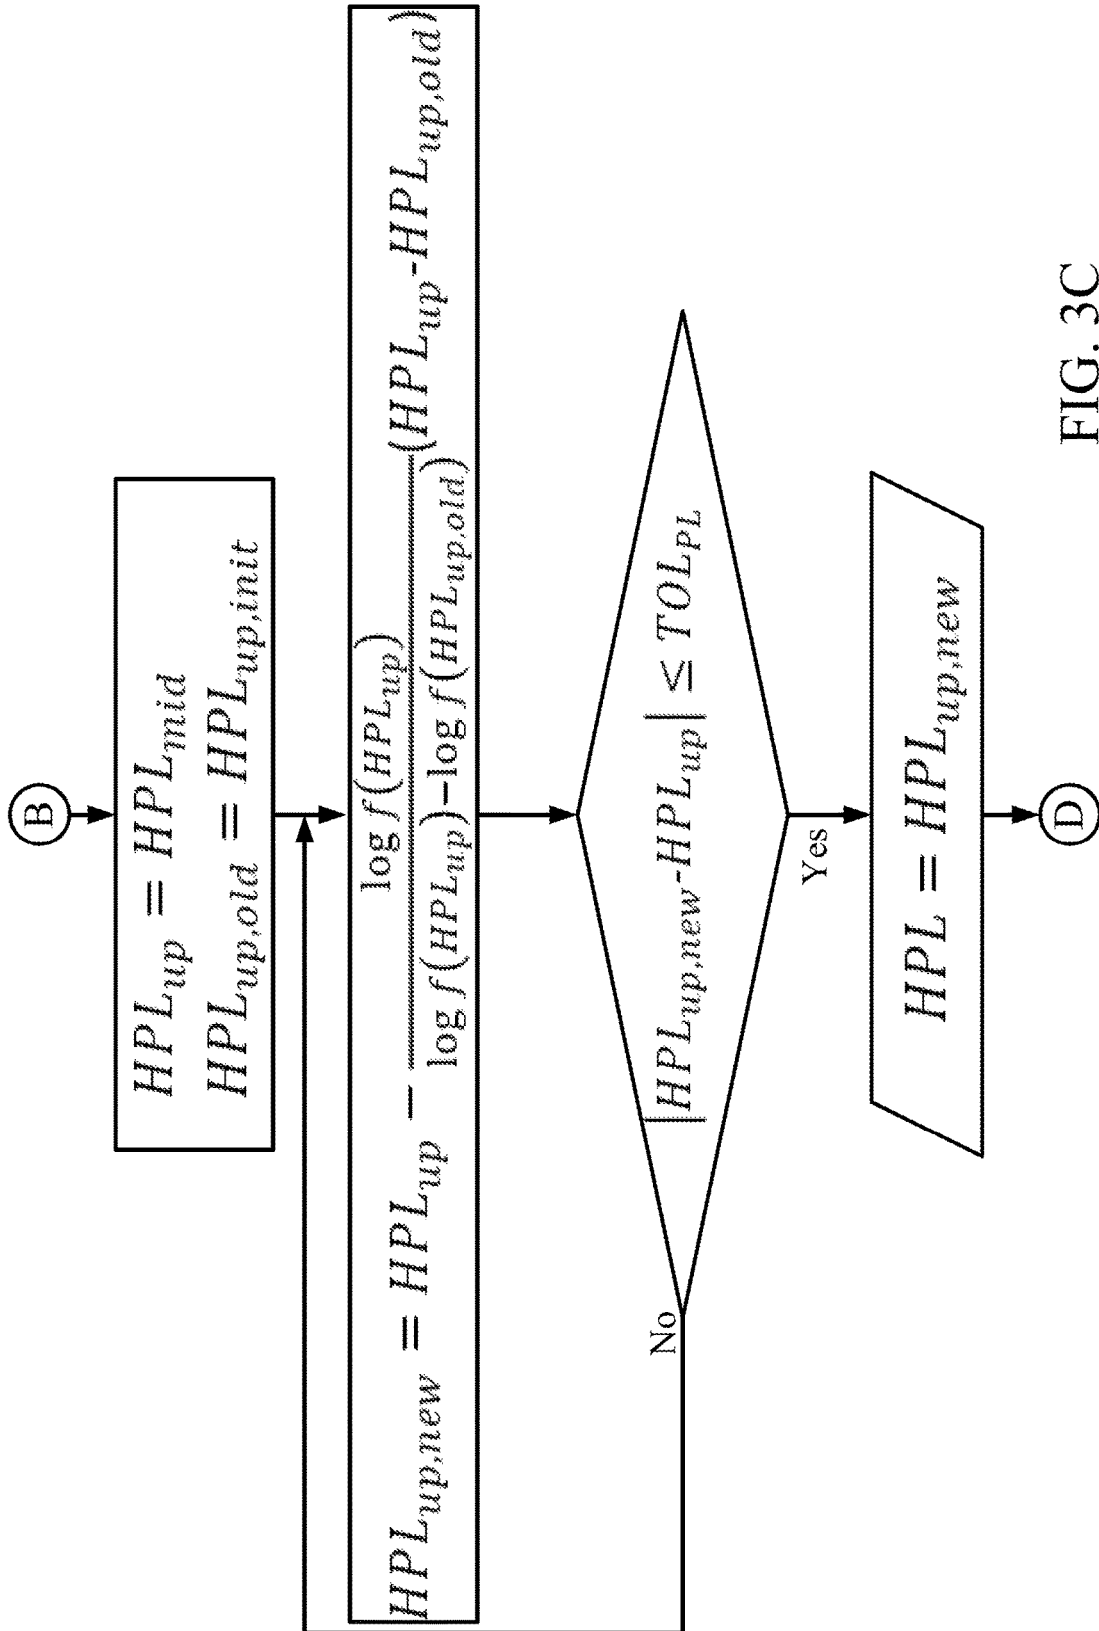 B
HPL_up = HPL_mid
HPL_up,old = HPL_up,init
HPL_up,new = HPL_up − log f(HPL_up) / (log f(HPL_up)−log f(HPL_up,old)) (HPL_up-HPL_up,old)
|HPL_up,new-HPL_up| ≤ TOL_PL
No
Yes
HPL = HPL_up,new
D
FIG. 3C